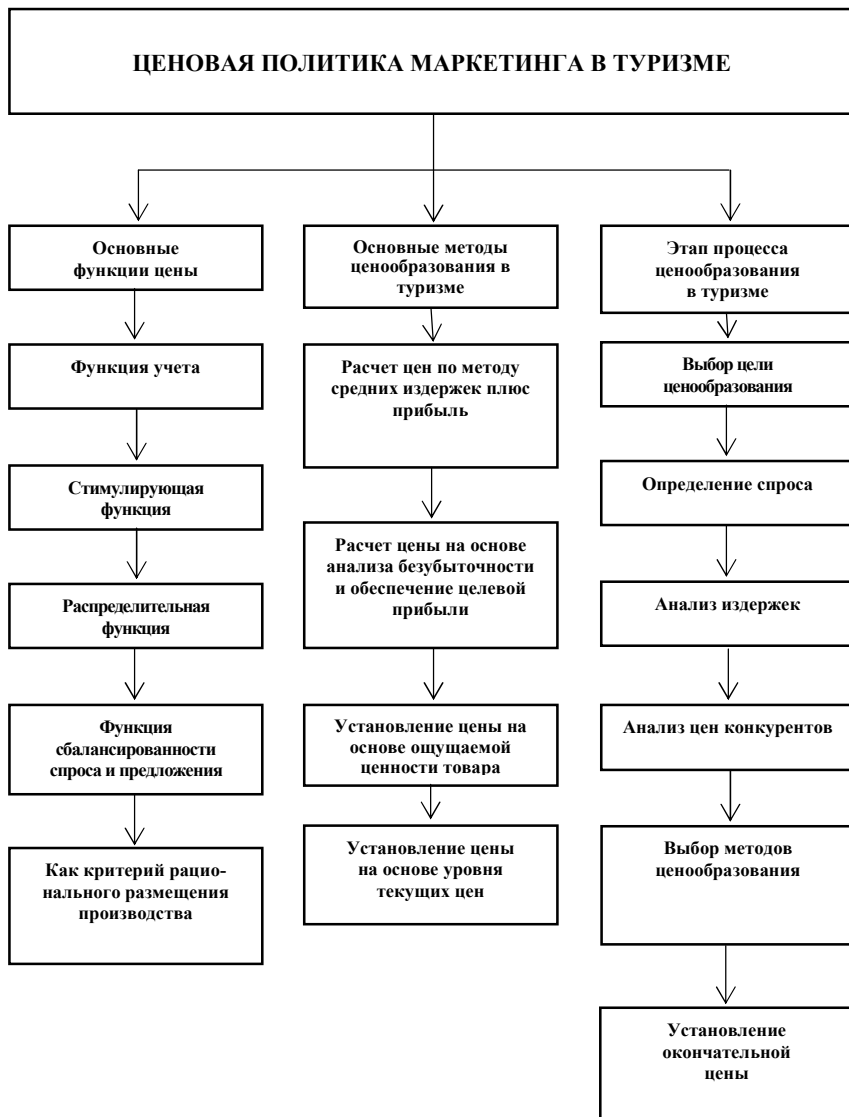 ЦЕНОВАЯ ПОЛИТИКА МАРКЕТИНГА В ТУРИЗМЕ
Основные
функции цены
Функция учета
Стимулирующая
функция
Распределительная
функция
Функция
сбалансированности
спроса и предложения
Как критерий рацио-
нального размещения
производства
Основные методы
ценообразования в
туризме
Расчет цен по методу
средних издержек плюс
прибыль
Расчет цены на основе
анализа безубыточности
и обеспечение целевой
прибыли
Установление цены на
основе ощущаемой
ценности товара
Установление цены
на основе уровня
текущих цен
Этап процесса
ценообразования
в туризме
Выбор цели
ценообразования
Определение спроса
Анализ издержек
Анализ цен конкурентов
Выбор методов
ценообразования
Установление
окончательной
цены